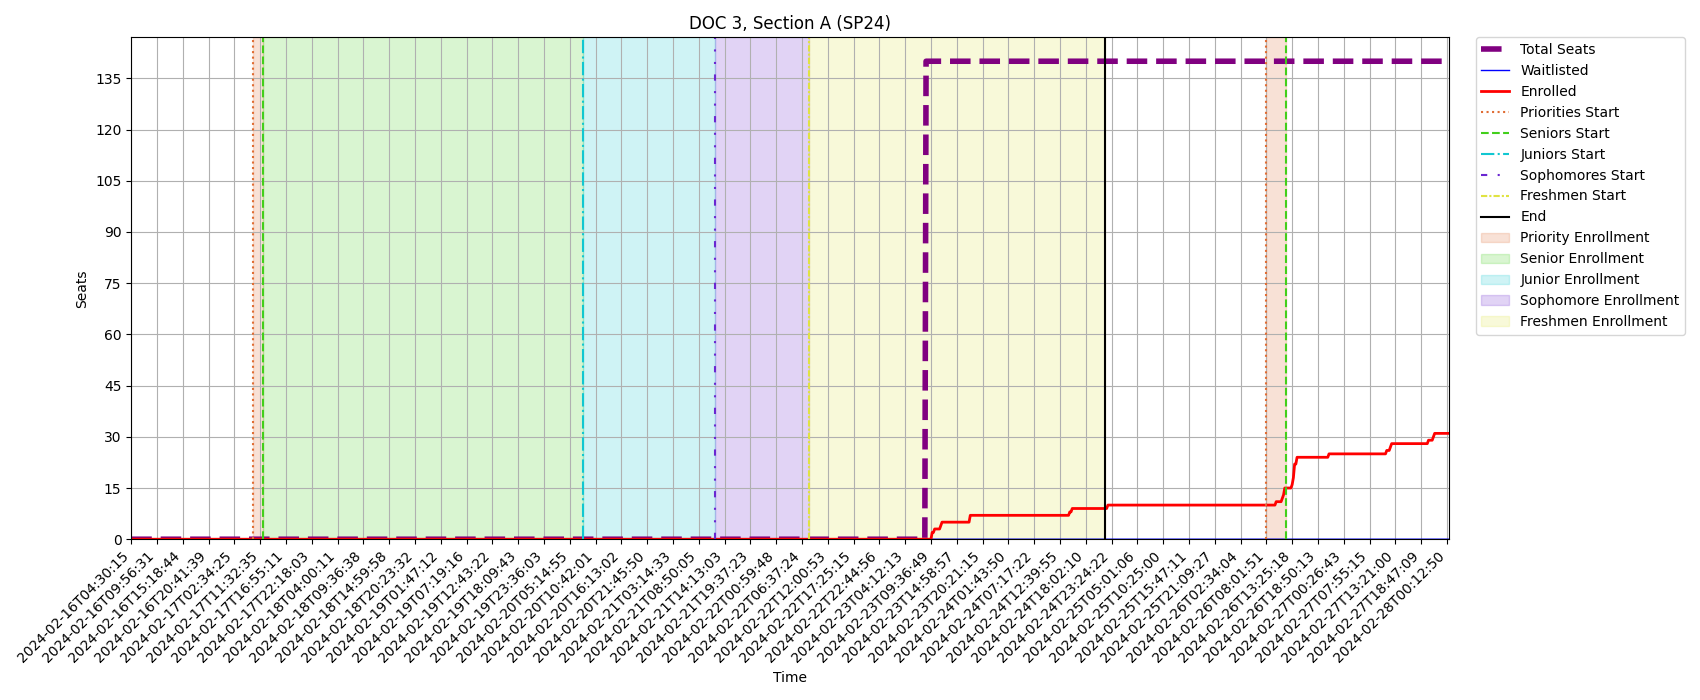 DOC 3, Section A (SP24)
Seats
135
120
105
90
75
60
45
30
15
0
2024-02-16T04:30:15
2024-02-16T09:56:31
2024-02-16T15:18:44
2024-02-16T20:41:39
2024-02-17T02:34:25
2024-02-17T11:32:35
2024-02-17T16:55:11
2024-02-17T22:18:03
2024-02-18T04:00:11
2024-02-18T09:36:38
2024-02-18T14:59:58
2024-02-18T20:23:32
2024-02-19T01:47:12
2024-02-19T07:19:16
2024-02-19T12:43:22
2024-02-19T18:09:43
2024-02-19T23:36:03
2024-02-20T05:14:55
2024-02-20T10:42:01
2024-02-20T16:13:02
2024-02-20T21:45:50
2024-02-21T03:14:33
2024-02-21T08:50:05
2024-02-21T14:13:03
2024-02-21T19:37:23
2024-02-22T00:59:48
2024-02-22T06:37:24
2024-02-22T12:00:53
2024-02-22T17:25:15
2024-02-22T22:44:56
2024-02-23T04:12:13
2024-02-23T09:36:49
2024-02-23T14:58:57
2024-02-23T20:21:15
2024-02-24T01:43:50
2024-02-24T07:17:22
2024-02-24T12:39:55
2024-02-24T18:02:10
2024-02-24T23:24:22
2024-02-25T05:01:06
2024-02-25T10:25:00
2024-02-25T15:47:11
2024-02-25T21:09:27
2024-02-26T02:34:04
2024-02-26T08:01:51
2024-02-26T13:25:18
2024-02-26T18:50:13
2024-02-27T00:26:43
2024-02-27T07:55:15
2024-02-27T13:21:00
2024-02-27T18:47:09
2024-02-28T00:12:50
Time
Total Seats
Waitlisted
Enrolled
Priorities Start
Seniors Start
Juniors Start
Sophomores Start
Freshmen Start
End
Priority Enrollment
Senior Enrollment
Junior Enrollment
Sophomore Enrollment
Freshmen Enrollment